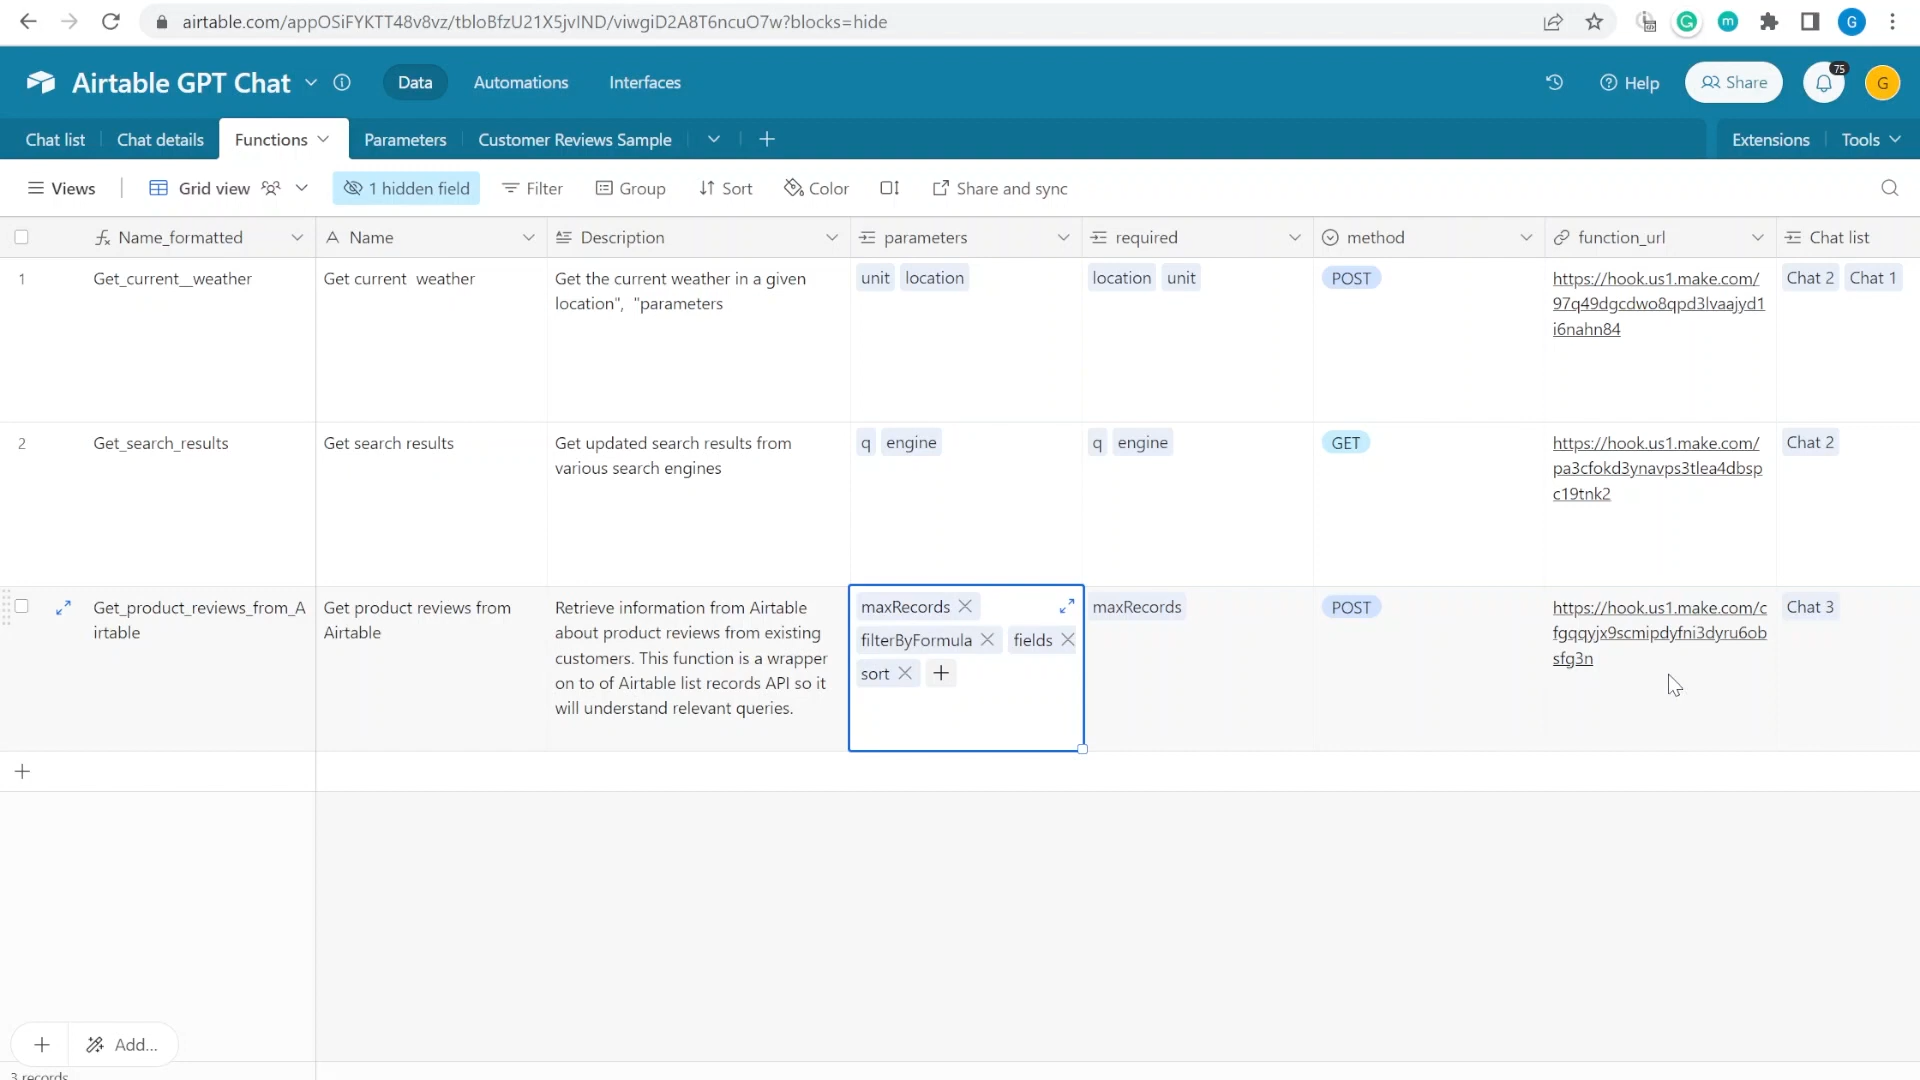 airtable.com/appOSiFYKTT48v8vz/tbloBfzU21X5jvIND/viwgiD2A8T6ncuO7w?blocks=hide
G
m
G
Airtable GPT Chat
Data
Automations
Interfaces
Help
Share
75
G
Chat list
Chat details
Functions
Parameters
Customer Reviews Sample
Extensions
Tools
Views
Grid view
1 hidden field
Filter
Group
Sort
Color
Share and sync
Name_formatted
Name
Description
parameters
required
method
function_url
Chat list
1
Get_current__weather
Get current  weather
Get the current weather in a given
location",  "parameters
unit
location
location
unit
POST
https://hook.us1.make.com/
97q49dgcdwo8qpd3lvaajyd1
i6nahn84
Chat 2
Chat 1
2
Get_search_results
Get search results
Get updated search results from
various search engines
q
engine
q
engine
GET
https://hook.us1.make.com/
pa3cfokd3ynavps3tlea4dbsp
c19tnk2
Chat 2
Get_product_reviews_from_A
irtable
Get product reviews from
Airtable
Retrieve information from Airtable
about product reviews from existing
customers. This function is a wrapper
on to of Airtable list records API so it
will understand relevant queries.
maxRecords
filterByFormula
fields
sort
maxRecords
POST
https://hook.us1.make.com/c
fgqqyjx9scmipdyfni3dyru6ob
sfg3n
Chat 3
Add...
3 records